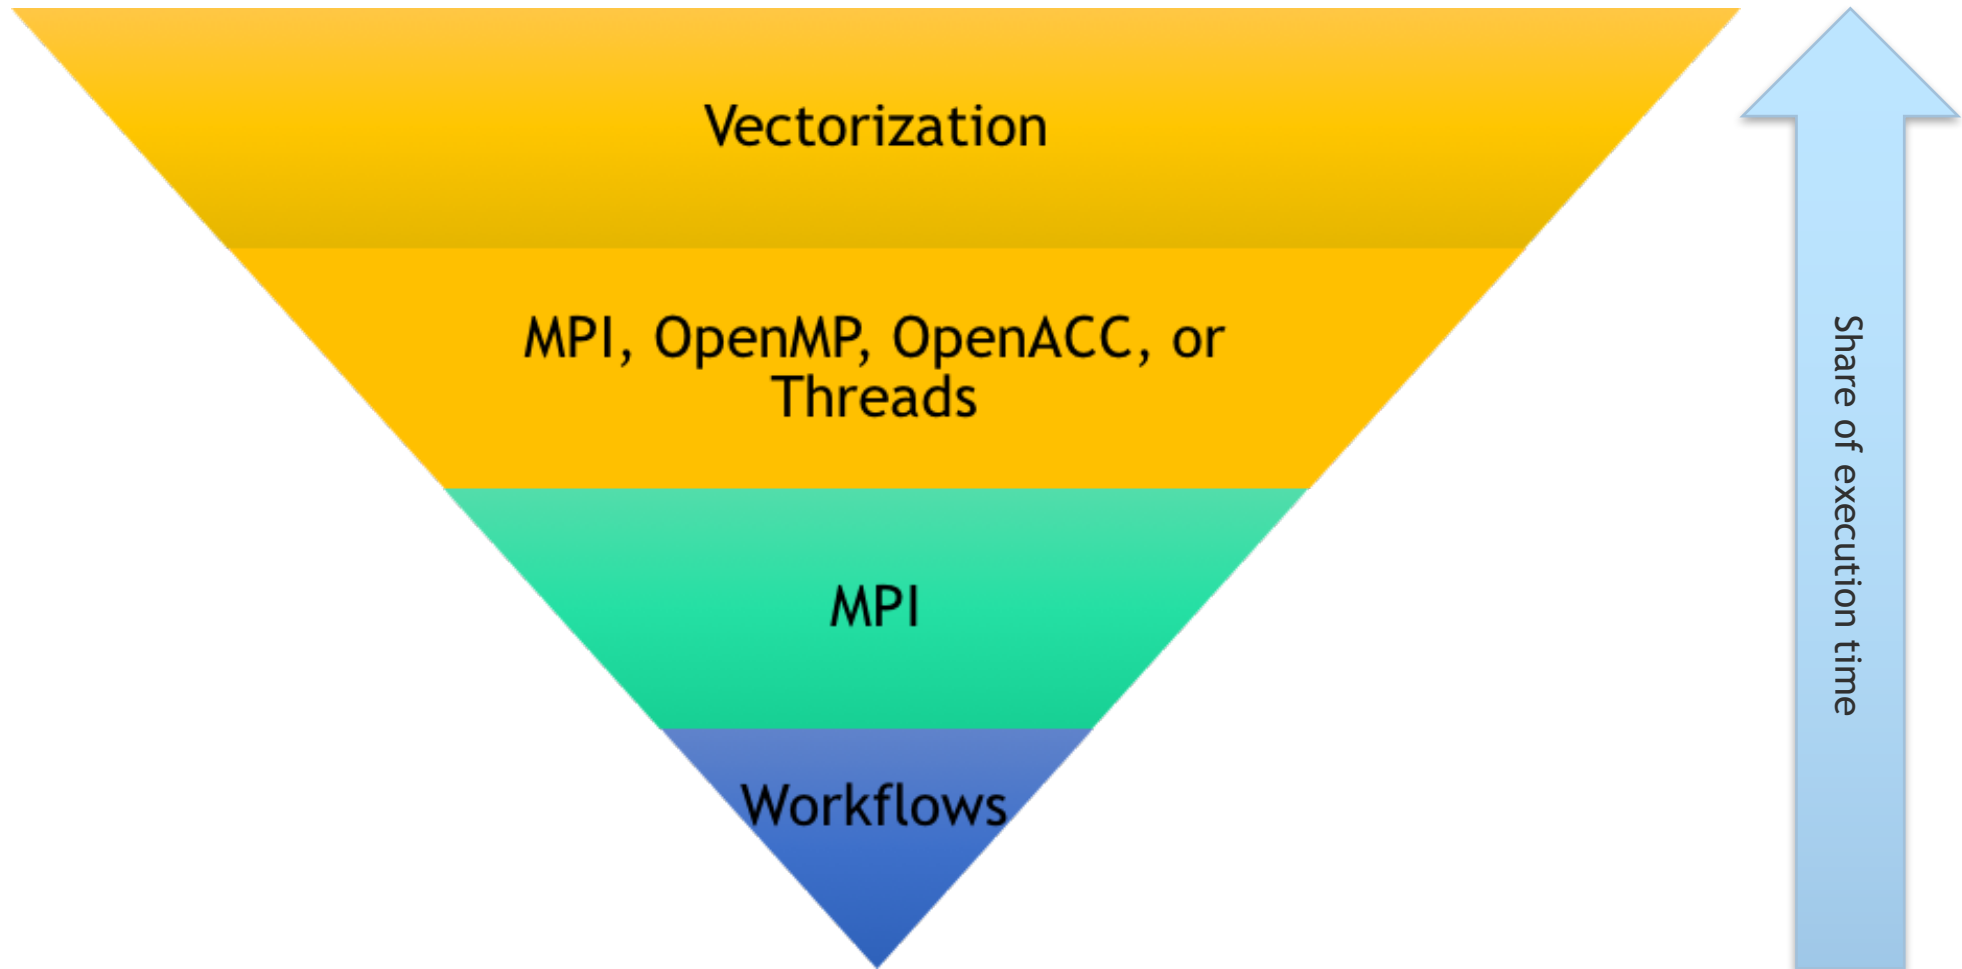 Vectorization
MPI, OpenMP, OpenACC, or
Threads
MPI
Workflows
Share of execution time